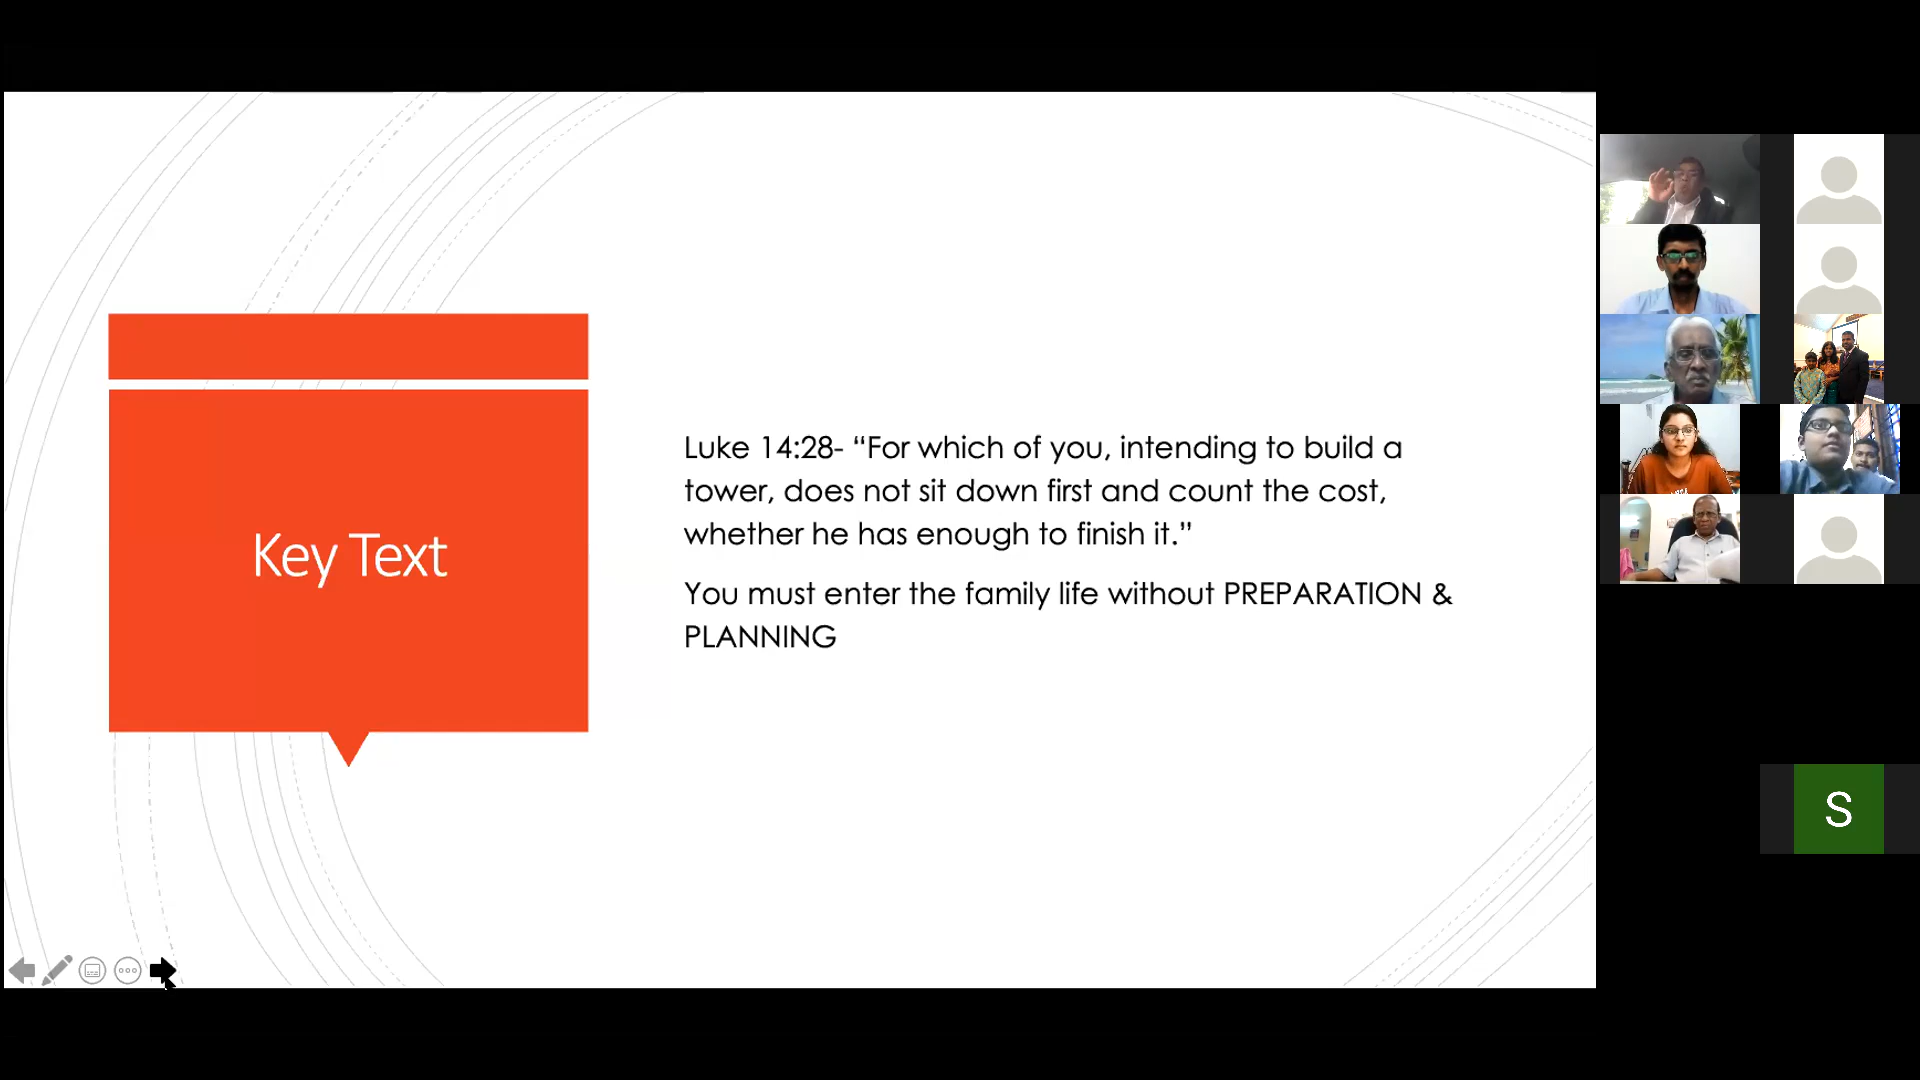 Key Text
Luke 14:28- “For which of you, intending to build a
tower, does not sit down first and count the cost,
whether he has enough to finish it.”
You must enter the family life without PREPARATION &
PLANNING
S